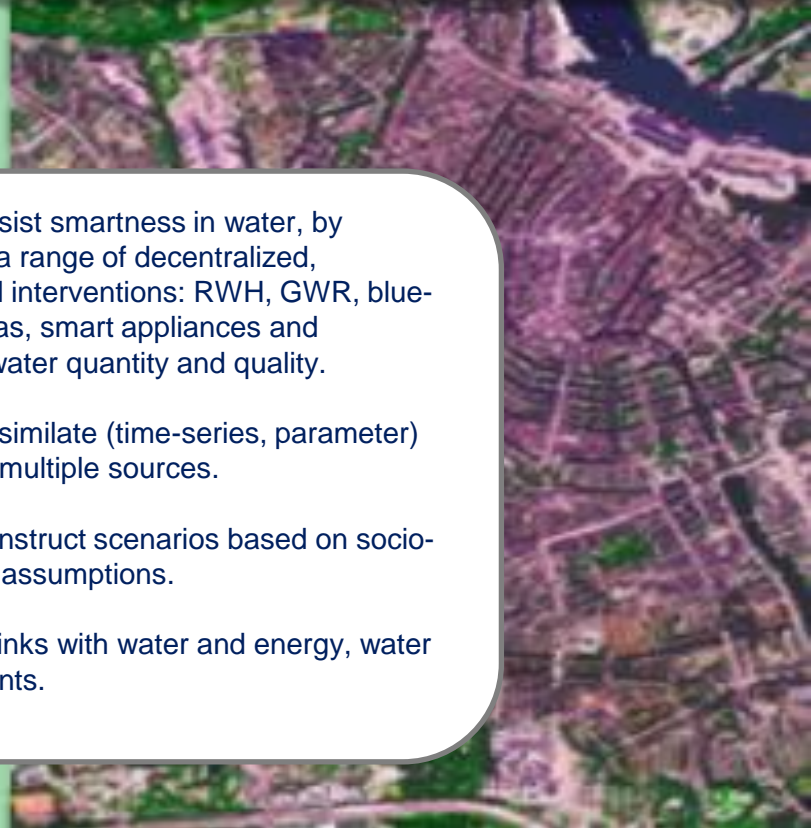 sist smartness in water, by
a range of decentralized,
l interventions: RWH, GWR, blue-
as, smart appliances and
water quantity and quality.
similate (time-series, parameter)
multiple sources.
nstruct scenarios based on socio-
assumptions.
inks with water and energy, water
nts.